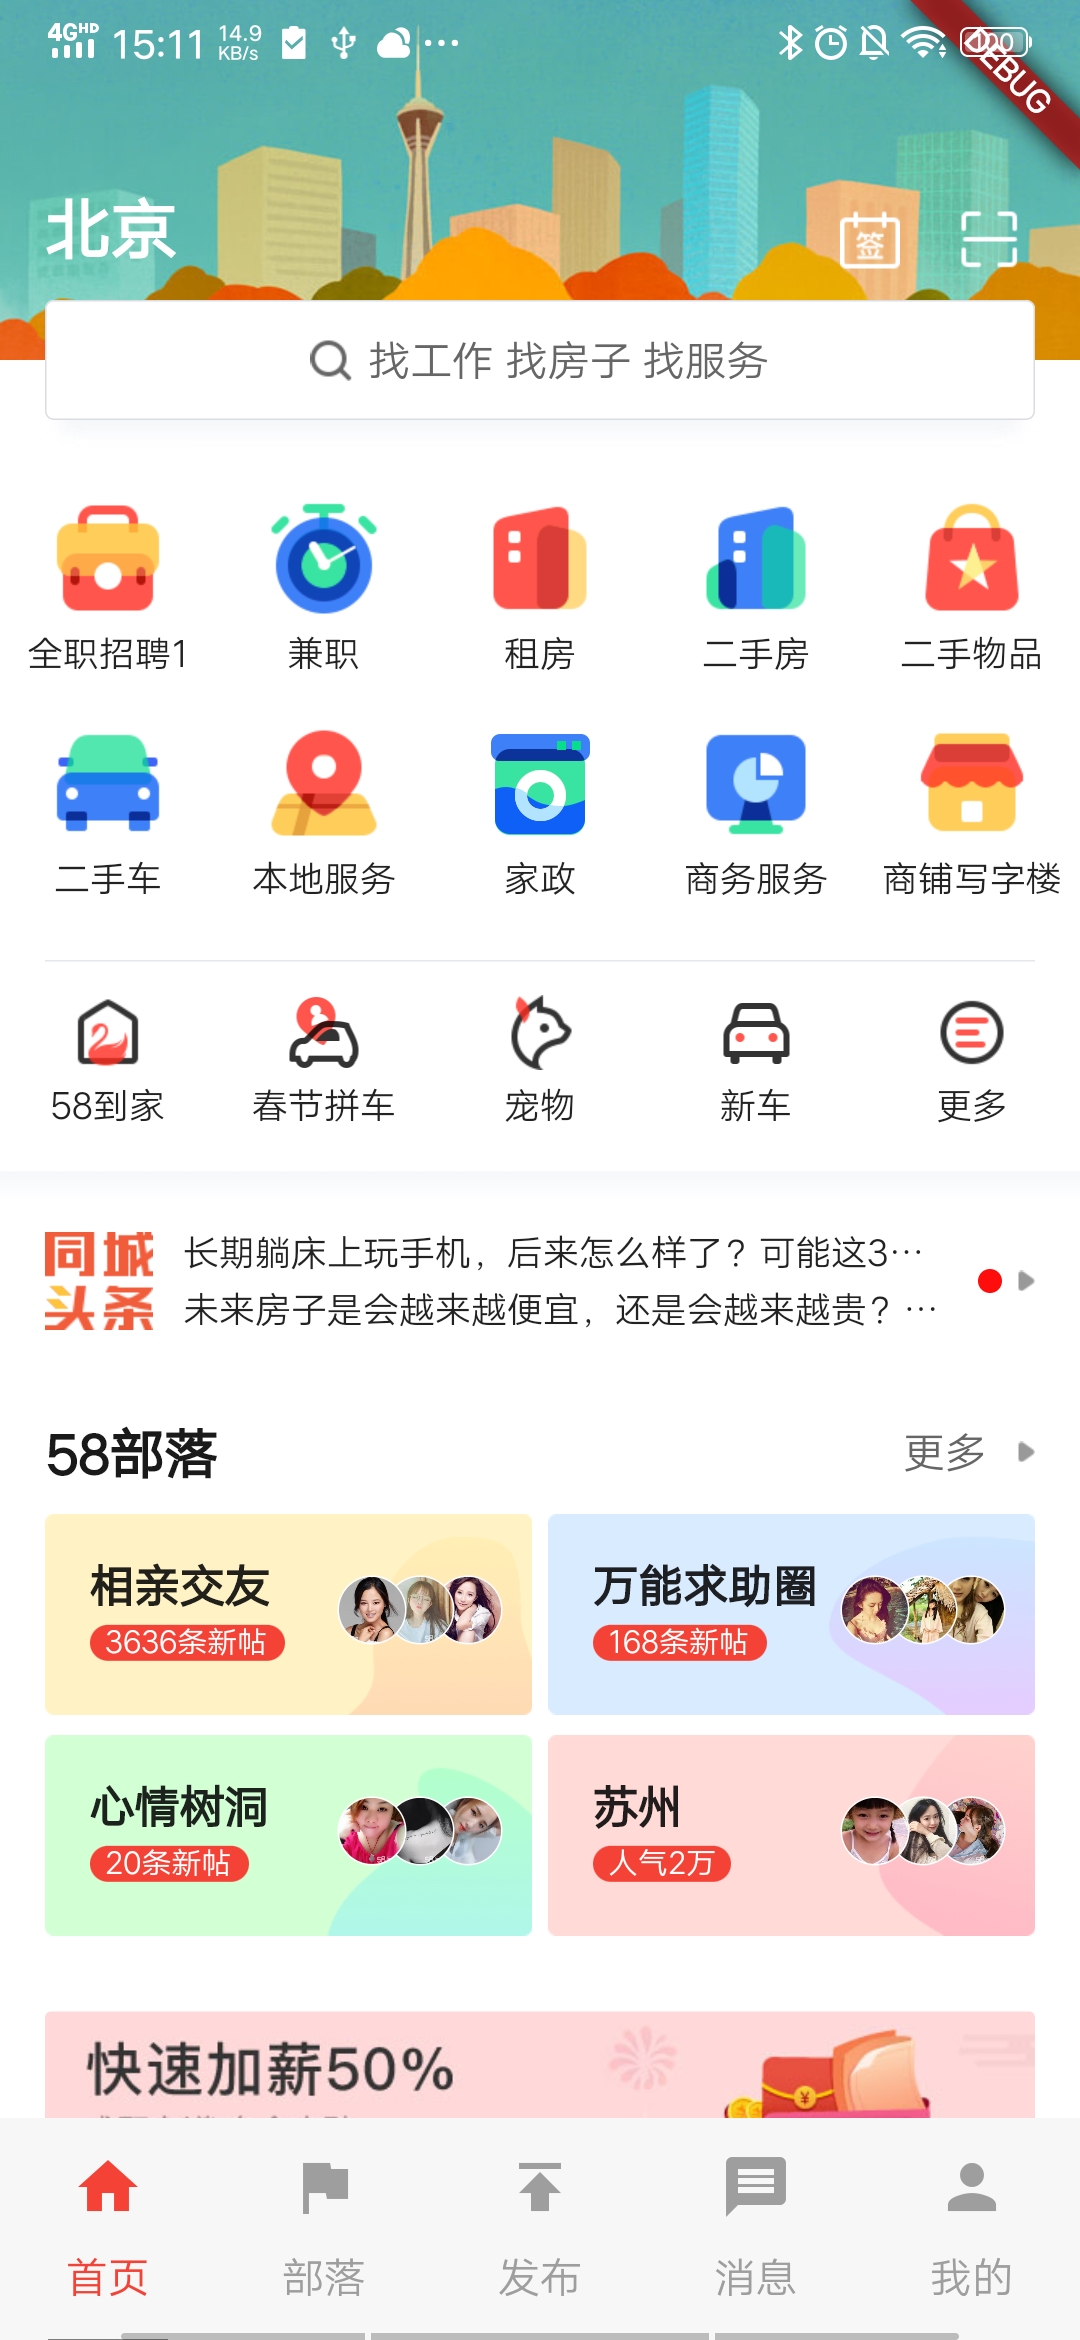 4G HD 15:11 14.9 KB/s 100
DEBUG
北京
签
找工作 找房子 找服务
全职招聘1 兼职 租房 二手房 二手物品
二手车 本地服务 家政 商务服务 商铺写字楼
58到家 春节拼车 宠物 新车 更多
同城
头条
长期躺床上玩手机，后来怎么样了？可能这3…
未来房子是会越来越便宜，还是会越来越贵？…
58部落 更多
相亲交友
3636条新帖
万能求助圈
168条新帖
心情树洞
20条新帖
苏州
人气2万
快速加薪50%
首页 部落 发布 消息 我的